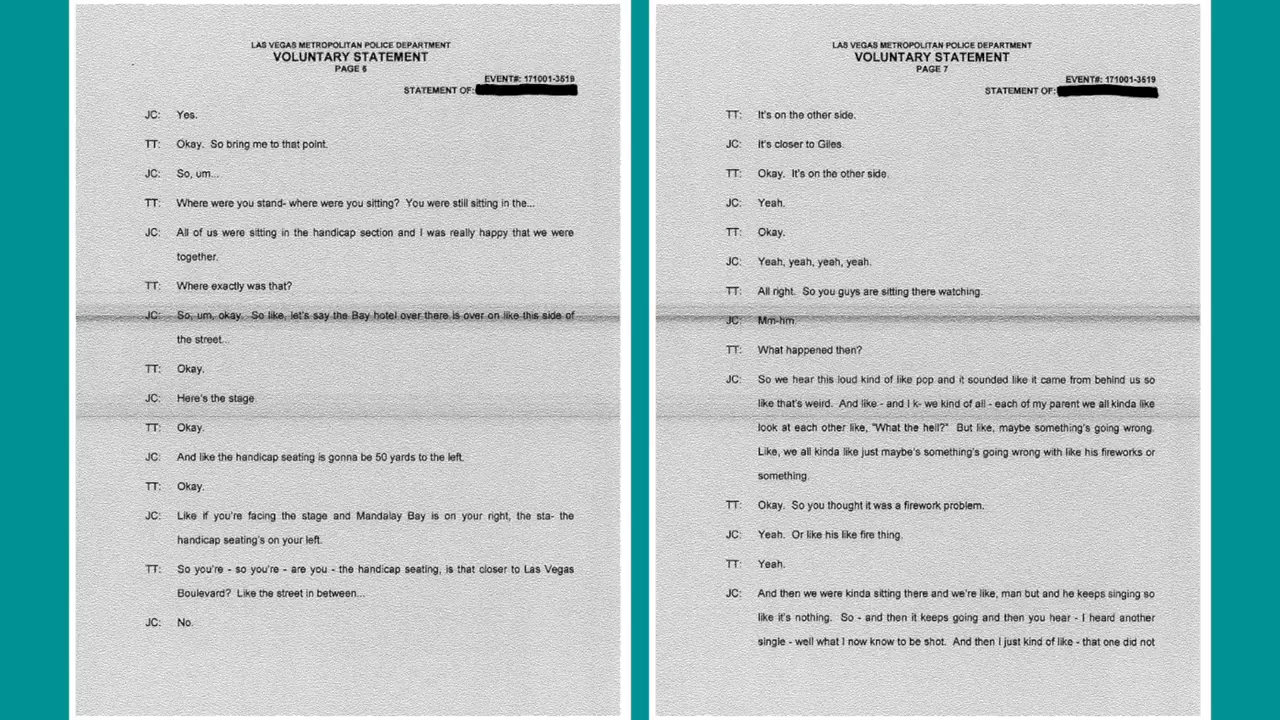 LAS VEGAS METROPOLITAN POLICE DEPARTMENT
VOLUNTARY STATEMENT
PAGE 6
EVENT#: 171001-3519
STATEMENT OF:
JC: Yes.
TT: Okay. So bring me to that point.
JC: So, um...
TT: Where were you stand- where were you sitting? You were still sitting in the...
JC: All of us were sitting in the handicap section and I was really happy that we were
together.
TT: Where exactly was that?
JC: So, um, okay. So like, let's say the Bay hotel over there is over on like this side of
the street...
TT: Okay.
JC: Here's the stage
TT: Okay.
JC: And like the handicap seating is gonna be 50 yards to the left.
TT: Okay.
JC: Like if you're facing the stage and Mandalay Bay is on your right, the sta- the
handicap seating's on your left.
TT: So you're - so you're - are you - the handicap seating, is that closer to Las Vegas
Boulevard? Like the street in between...
JC: No.
LAS VEGAS METROPOLITAN POLICE DEPARTMENT
VOLUNTARY STATEMENT
PAGE 7
EVENT#: 171001-3519
STATEMENT OF:
TT: It's on the other side.
JC: It's closer to Giles.
TT: Okay. It's on the other side.
JC: Yeah.
TT: Okay.
JC: Yeah, yeah, yeah, yeah.
TT: All right. So you guys are sitting there watching.
JC: Mm-hm.
TT: What happened then?
JC: So we hear this loud kind of like pop and it sounded like it came from behind us so
like that's weird. And like - and I k- we kind of all - each of my parent we all kinda like
look at each other like, "What the hell?" But like, maybe something's going wrong.
Like, we all kinda like just maybe's something's going wrong with like his fireworks or
something.
TT: Okay. So you thought it was a firework problem.
JC: Yeah. Or like his like fire thing.
TT: Yeah.
JC: And then we were kinda sitting there and we're like, man but and he keeps singing so
like it's nothing. So - and then it keeps going and then you hear - I heard another
single - well what I now know to be shot. And then I just kind of like - that one did not